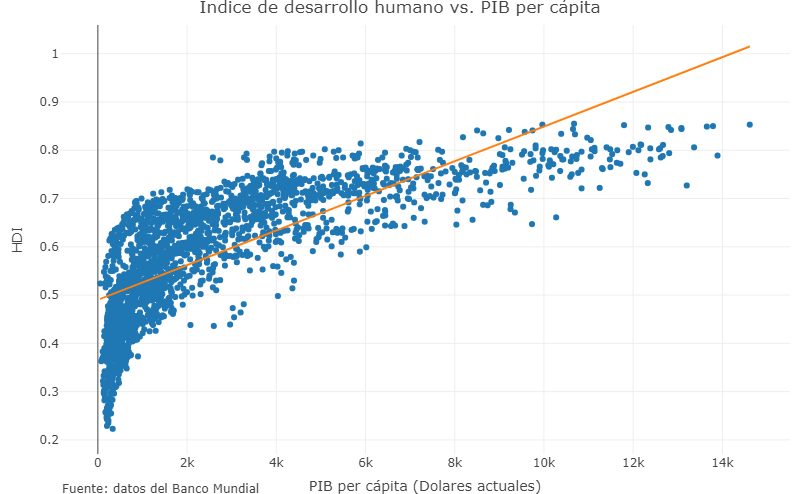 Índice de desarrollo humano vs. PIB per cápita
HDI
1
0.9
0.8
0.7
0.6
0.5
0.4
0.3
0.2
0
2k
4k
6k
8k
10k
12k
14k
PIB per cápita (Dolares actuales)
Fuente: datos del Banco Mundial